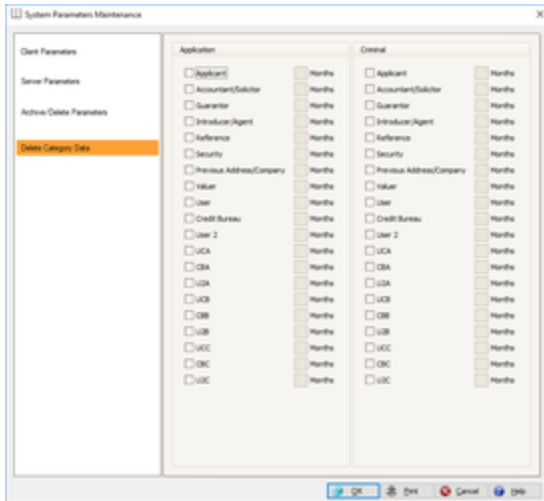 System Parameters Maintenance
Client Parameters
Server Parameters
Archive/Delete Parameters
Delete Category Data
Application
Applicant Months
Accountant/Solicitor Months
Guarantor Months
Introducer/Agent Months
Reference Months
Security Months
Previous Address/Company Months
Valuer Months
User Months
Credit Bureau Months
User 2 Months
UCA Months
CBA Months
U2A Months
UCB Months
CBB Months
U2B Months
UCC Months
CBC Months
U2C Months
Criminal
Applicant Months
Accountant/Solicitor Months
Guarantor Months
Introducer/Agent Months
Reference Months
Security Months
Previous Address/Company Months
Valuer Months
User Months
Credit Bureau Months
User 2 Months
UCA Months
CBA Months
U2A Months
UCB Months
CBB Months
U2B Months
UCC Months
CBC Months
U2C Months
OK Print Cancel Help